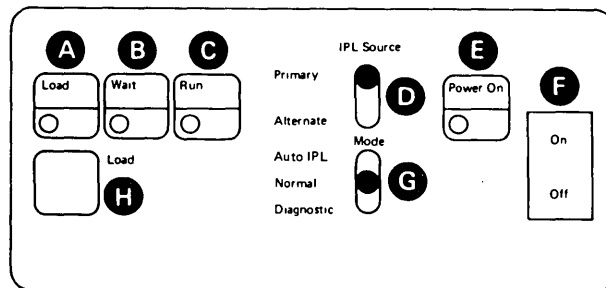 A
B
C
IPL Source
E
Load
Wait
Run
Primary
D
Power On
F
Alternate
Mode
On
Load
Auto IPL
H
Normal
G
Diagnostic
Off